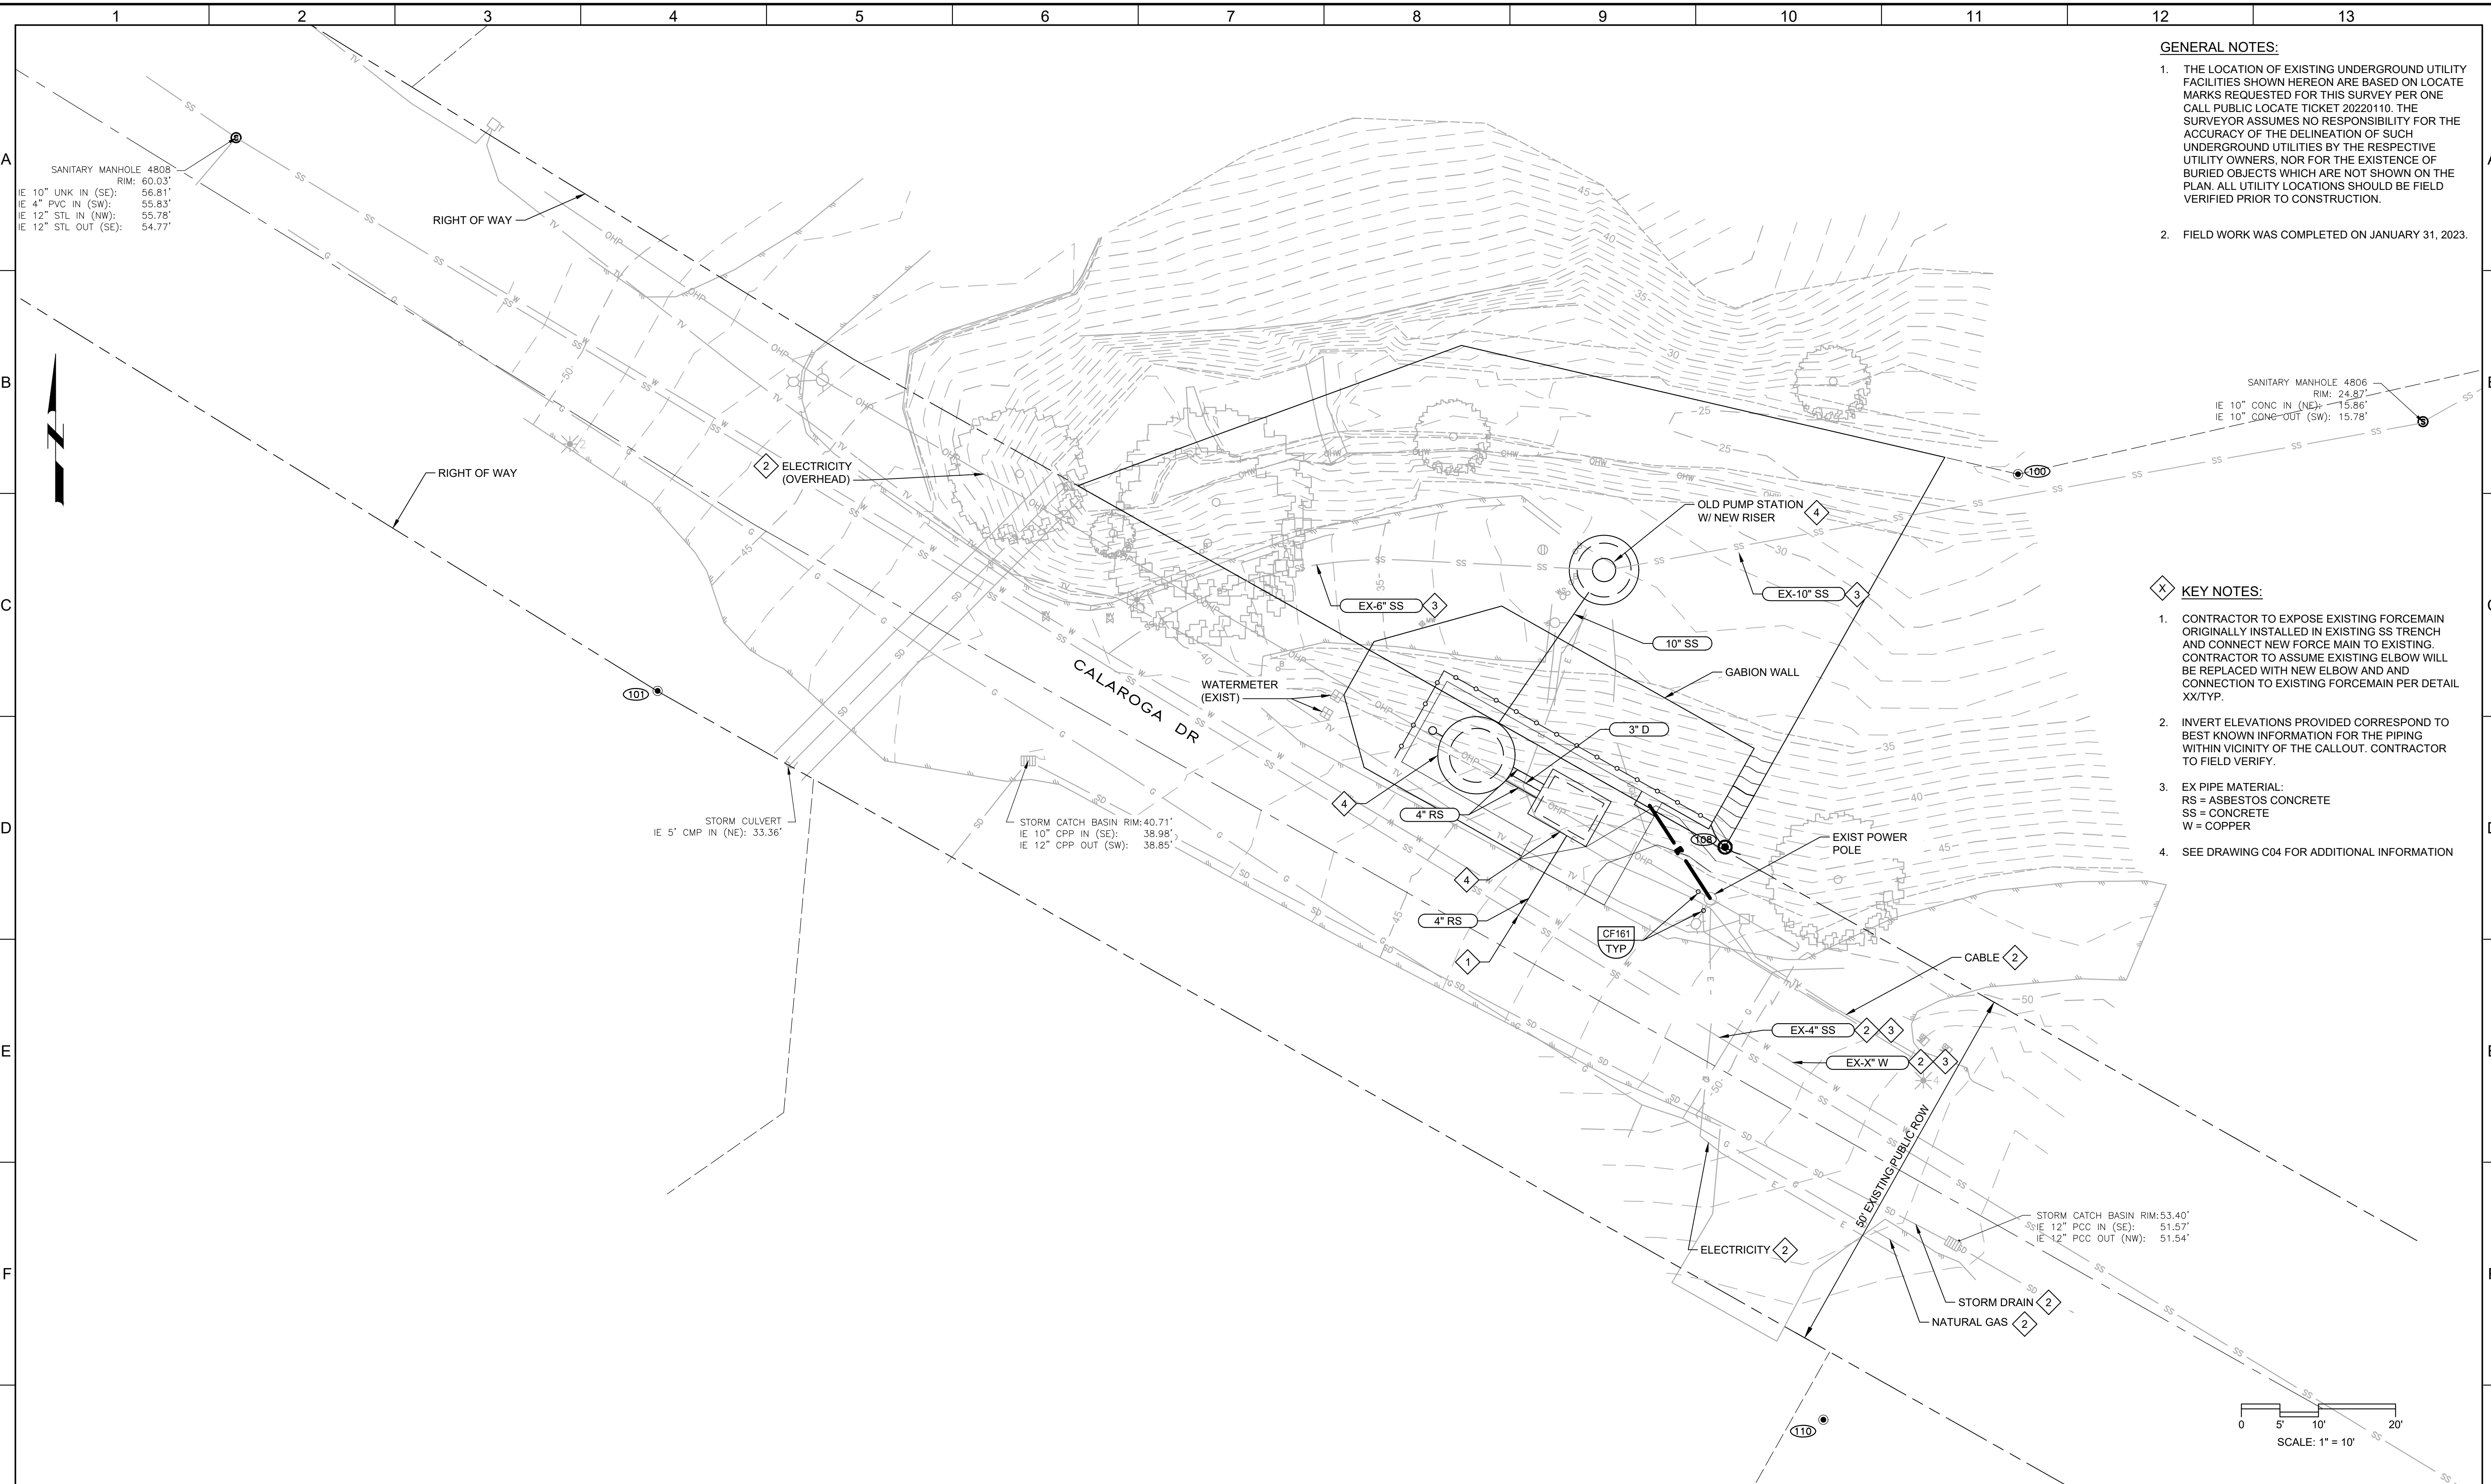 1 2 3 4 5 6 7 8 9 10 11 12 13
A
B
C
D
E
F
GENERAL NOTES:
1. THE LOCATION OF EXISTING UNDERGROUND UTILITY
FACILITIES SHOWN HEREON ARE BASED ON LOCATE
MARKS REQUESTED FOR THIS SURVEY PER ONE
CALL PUBLIC LOCATE TICKET 20220110. THE
SURVEYOR ASSUMES NO RESPONSIBILITY FOR THE
ACCURACY OF THE DELINEATION OF SUCH
UNDERGROUND UTILITIES BY THE RESPECTIVE
UTILITY OWNERS, NOR FOR THE EXISTENCE OF
BURIED OBJECTS WHICH ARE NOT SHOWN ON THE
PLAN. ALL UTILITY LOCATIONS SHOULD BE FIELD
VERIFIED PRIOR TO CONSTRUCTION.
2. FIELD WORK WAS COMPLETED ON JANUARY 31, 2023.
SANITARY MANHOLE 4808
RIM: 60.03'
IE 10" UNK IN (SE): 56.81'
IE 4" PVC IN (SW): 55.83'
IE 12" STL IN (NW): 55.78'
IE 12" STL OUT (SE): 54.77'
RIGHT OF WAY
RIGHT OF WAY
SANITARY MANHOLE 4806
RIM: 24.87'
IE 10" CONC IN (NE): 15.86'
IE 10" CONC OUT (SW): 15.78'
2 ELECTRICITY
(OVERHEAD)
100
OLD PUMP STATION
W/ NEW RISER 4
EX-6" SS 3
EX-10" SS 3
10" SS
GABION WALL
X KEY NOTES:
1. CONTRACTOR TO EXPOSE EXISTING FORCEMAIN
ORIGINALLY INSTALLED IN EXISTING SS TRENCH
AND CONNECT NEW FORCE MAIN TO EXISTING.
CONTRACTOR TO ASSUME EXISTING ELBOW WILL
BE REPLACED WITH NEW ELBOW AND AND
CONNECTION TO EXISTING FORCEMAIN PER DETAIL
XX/TYP.
2. INVERT ELEVATIONS PROVIDED CORRESPOND TO
BEST KNOWN INFORMATION FOR THE PIPING
WITHIN VICINITY OF THE CALLOUT. CONTRACTOR
TO FIELD VERIFY.
3. EX PIPE MATERIAL:
RS = ASBESTOS CONCRETE
SS = CONCRETE
W = COPPER
4. SEE DRAWING C04 FOR ADDITIONAL INFORMATION
101
CALAROGA DR
WATERMETER
(EXIST)
3" D
4
4" RS
STORM CULVERT
IE 5' CMP IN (NE): 33.36'
STORM CATCH BASIN RIM: 40.71'
IE 10" CPP IN (SE): 38.98'
IE 12" CPP OUT (SW): 38.85'
108
EXIST POWER
POLE
4
4" RS
CF161
TYP
1
CABLE 2
EX-4" SS 2 3
EX-X" W 2 3
50' EXISTING PUBLIC ROW
ELECTRICITY 2
STORM CATCH BASIN RIM: 53.40'
IE 12" PCC IN (SE): 51.57'
IE 12" PCC OUT (NW): 51.54'
STORM DRAIN 2
NATURAL GAS 2
110
0 5' 10' 20'
SCALE: 1" = 10'